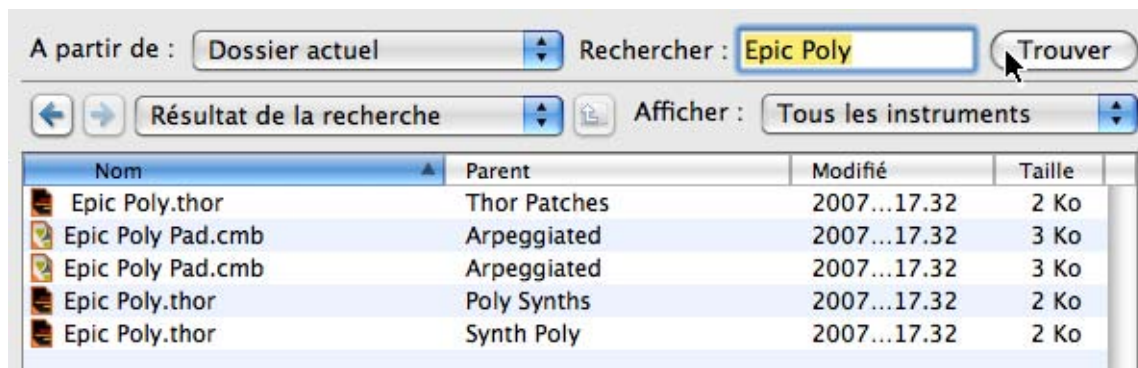 A partir de : Dossier actuel Rechercher : Epic Poly Trouver
Résultat de la recherche Afficher : Tous les instruments
Nom Parent Modifié Taille
Epic Poly.thor Thor Patches 2007...17.32 2 Ko
Epic Poly Pad.cmb Arpeggiated 2007...17.32 3 Ko
Epic Poly Pad.cmb Arpeggiated 2007...17.32 3 Ko
Epic Poly.thor Poly Synths 2007...17.32 2 Ko
Epic Poly.thor Synth Poly 2007...17.32 2 Ko